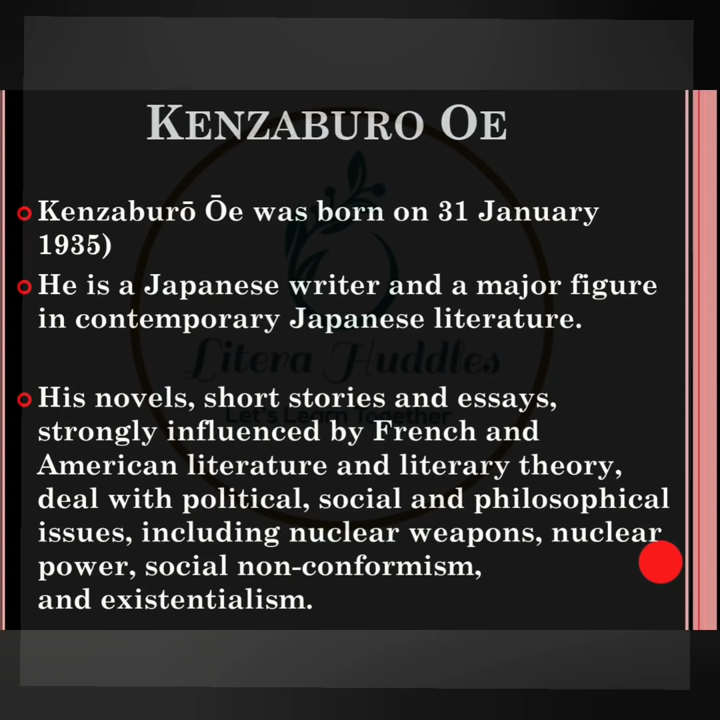 KENZABURO OE
Kenzaburō Ōe was born on 31 January
1935)
He is a Japanese writer and a major figure
in contemporary Japanese literature.
Litera Huddles
His novels, short stories and essays,
Let's Learn Together
strongly influenced by French and
American literature and literary theory,
deal with political, social and philosophical
issues, including nuclear weapons, nuclear
power, social non-conformism,
and existentialism.